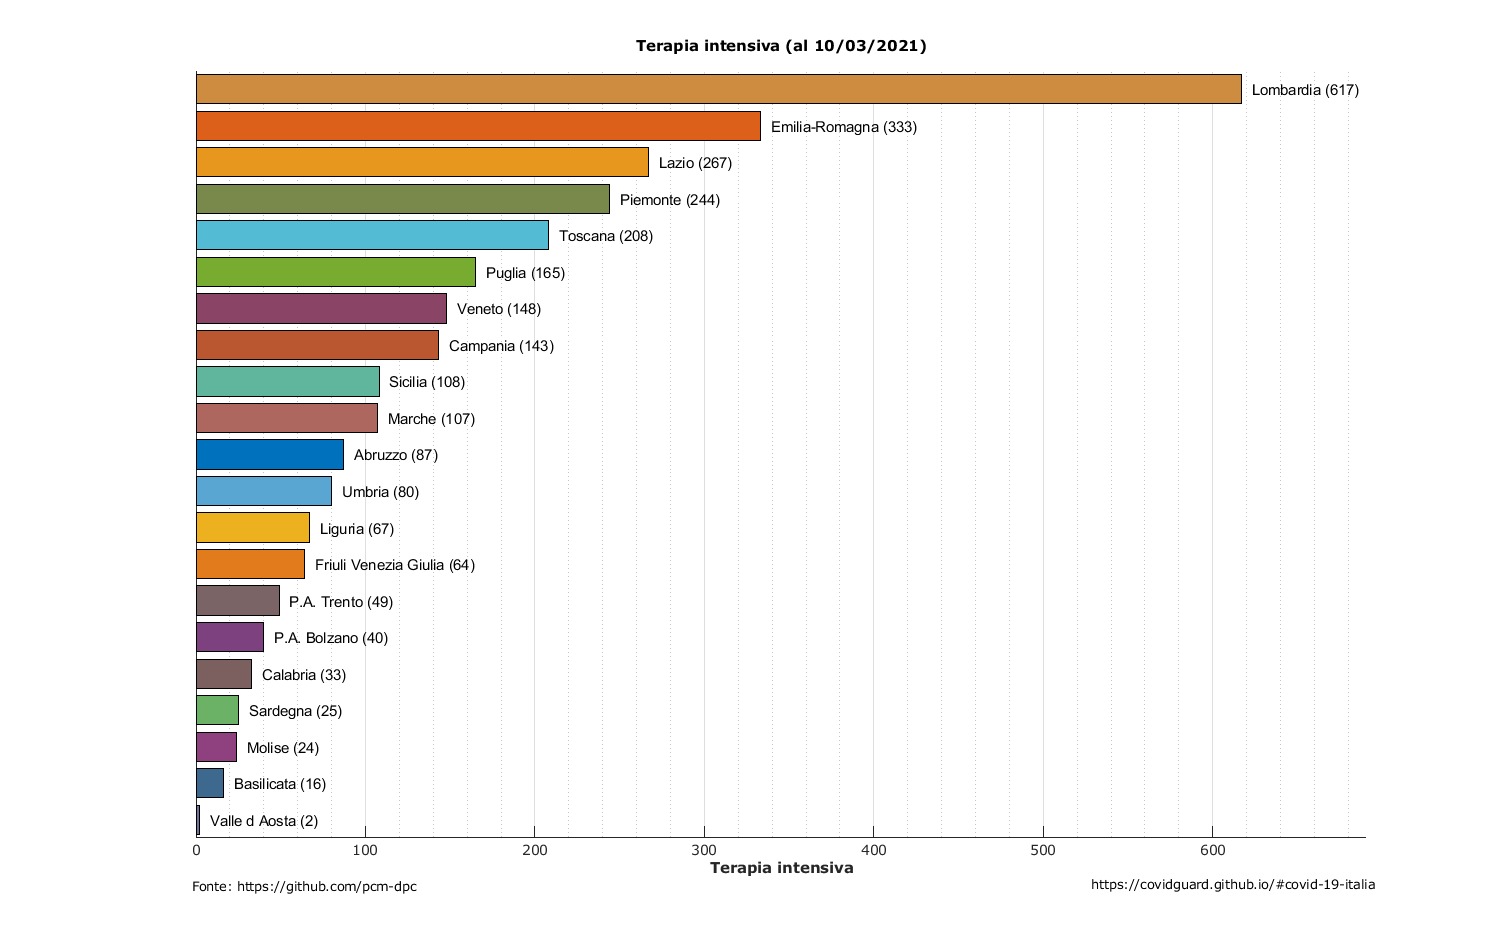 Terapia intensiva (al 10/03/2021)
Lombardia (617)
Emilia-Romagna (333)
Lazio (267)
Piemonte (244)
Toscana (208)
Puglia (165)
Veneto (148)
Campania (143)
Sicilia (108)
Marche (107)
Abruzzo (87)
Umbria (80)
Liguria (67)
Friuli Venezia Giulia (64)
P.A. Trento (49)
P.A. Bolzano (40)
Calabria (33)
Sardegna (25)
Molise (24)
Basilicata (16)
Valle d Aosta (2)
0 100 200 300 400 500 600
Terapia intensiva
Fonte: https://github.com/pcm-dpc
https://covidguard.github.io/#covid-19-italia